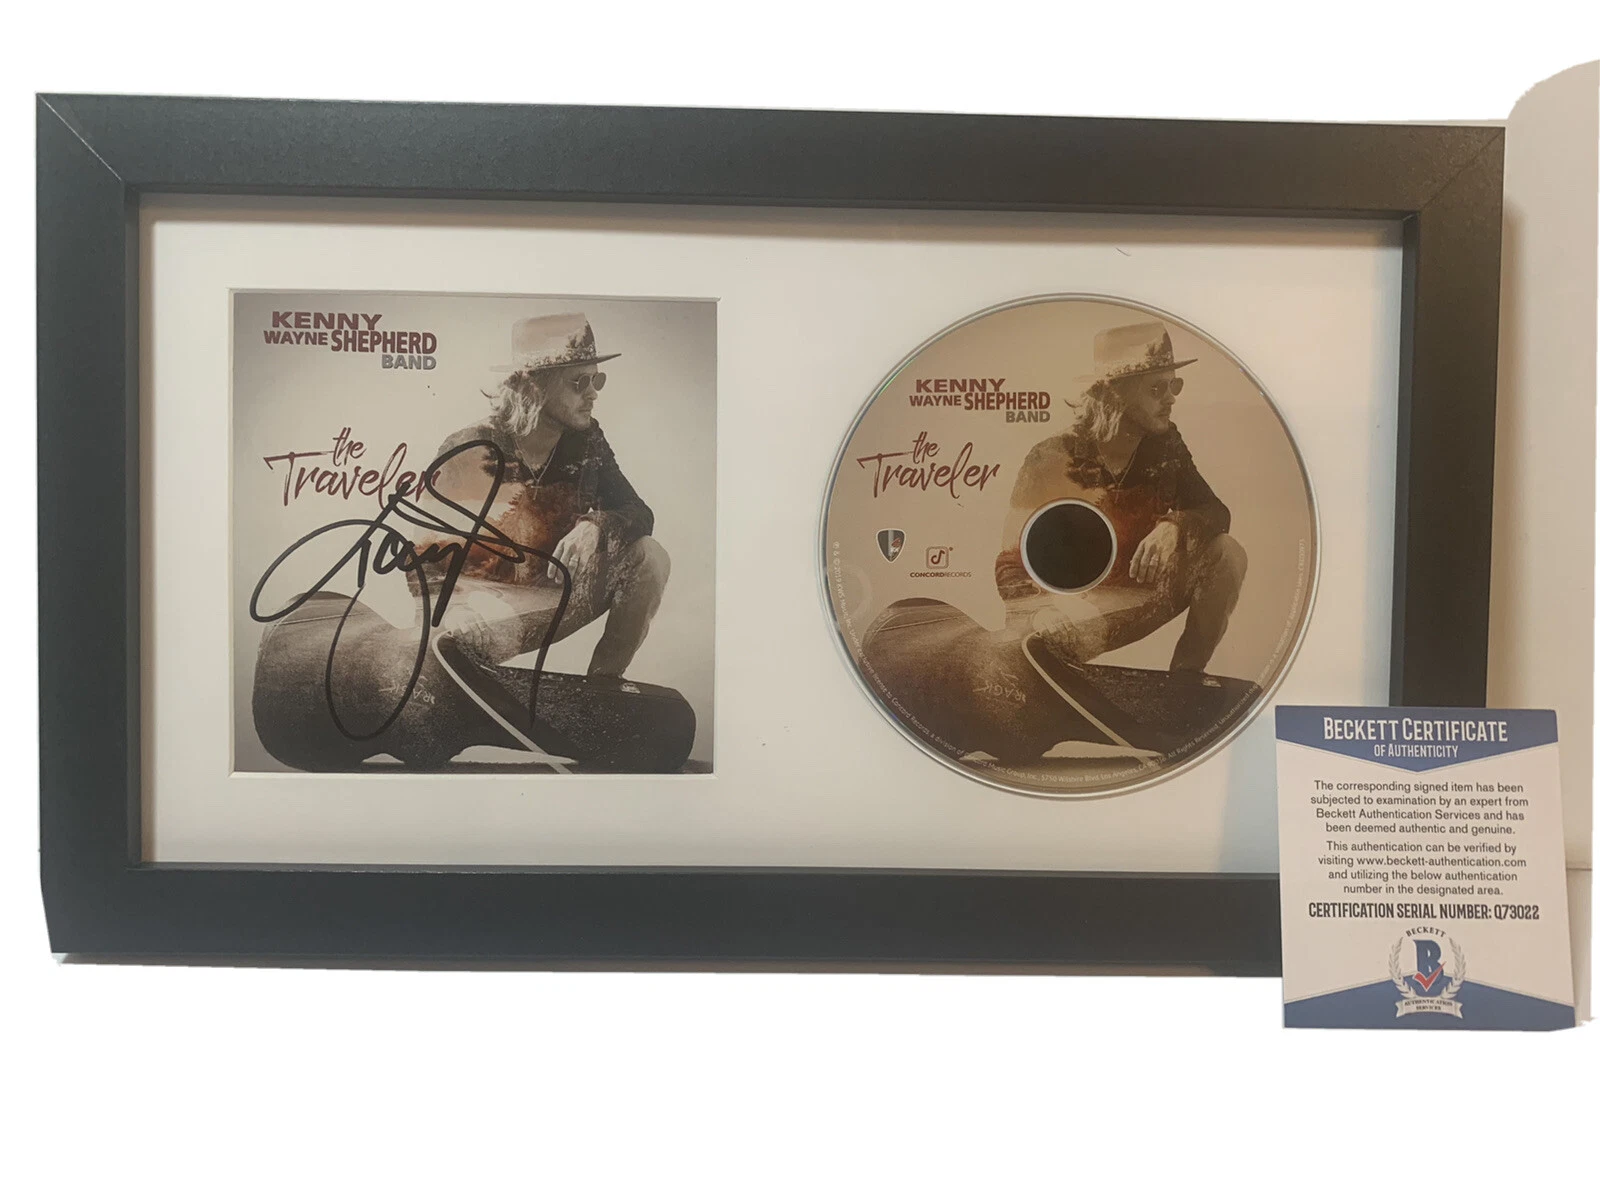 KENNY
WAYNE SHEPHERD
BAND
the
Traveler
KENNY
WAYNE SHEPHERD
BAND
the
Traveler
CONCORDRECORDS
BECKETT CERTIFICATE
OF AUTHENTICITY
The corresponding signed item has been
subjected to examination by an expert from
Beckett Authentication Services and has
been deemed authentic and genuine.
This authentication can be verified by
visiting www.beckett-authentication.com
and utilizing the below authentication
number in the designated area.
CERTIFICATION SERIAL NUMBER: Q73022
BECKETT
B
AUTHENTICATION
SERVICES